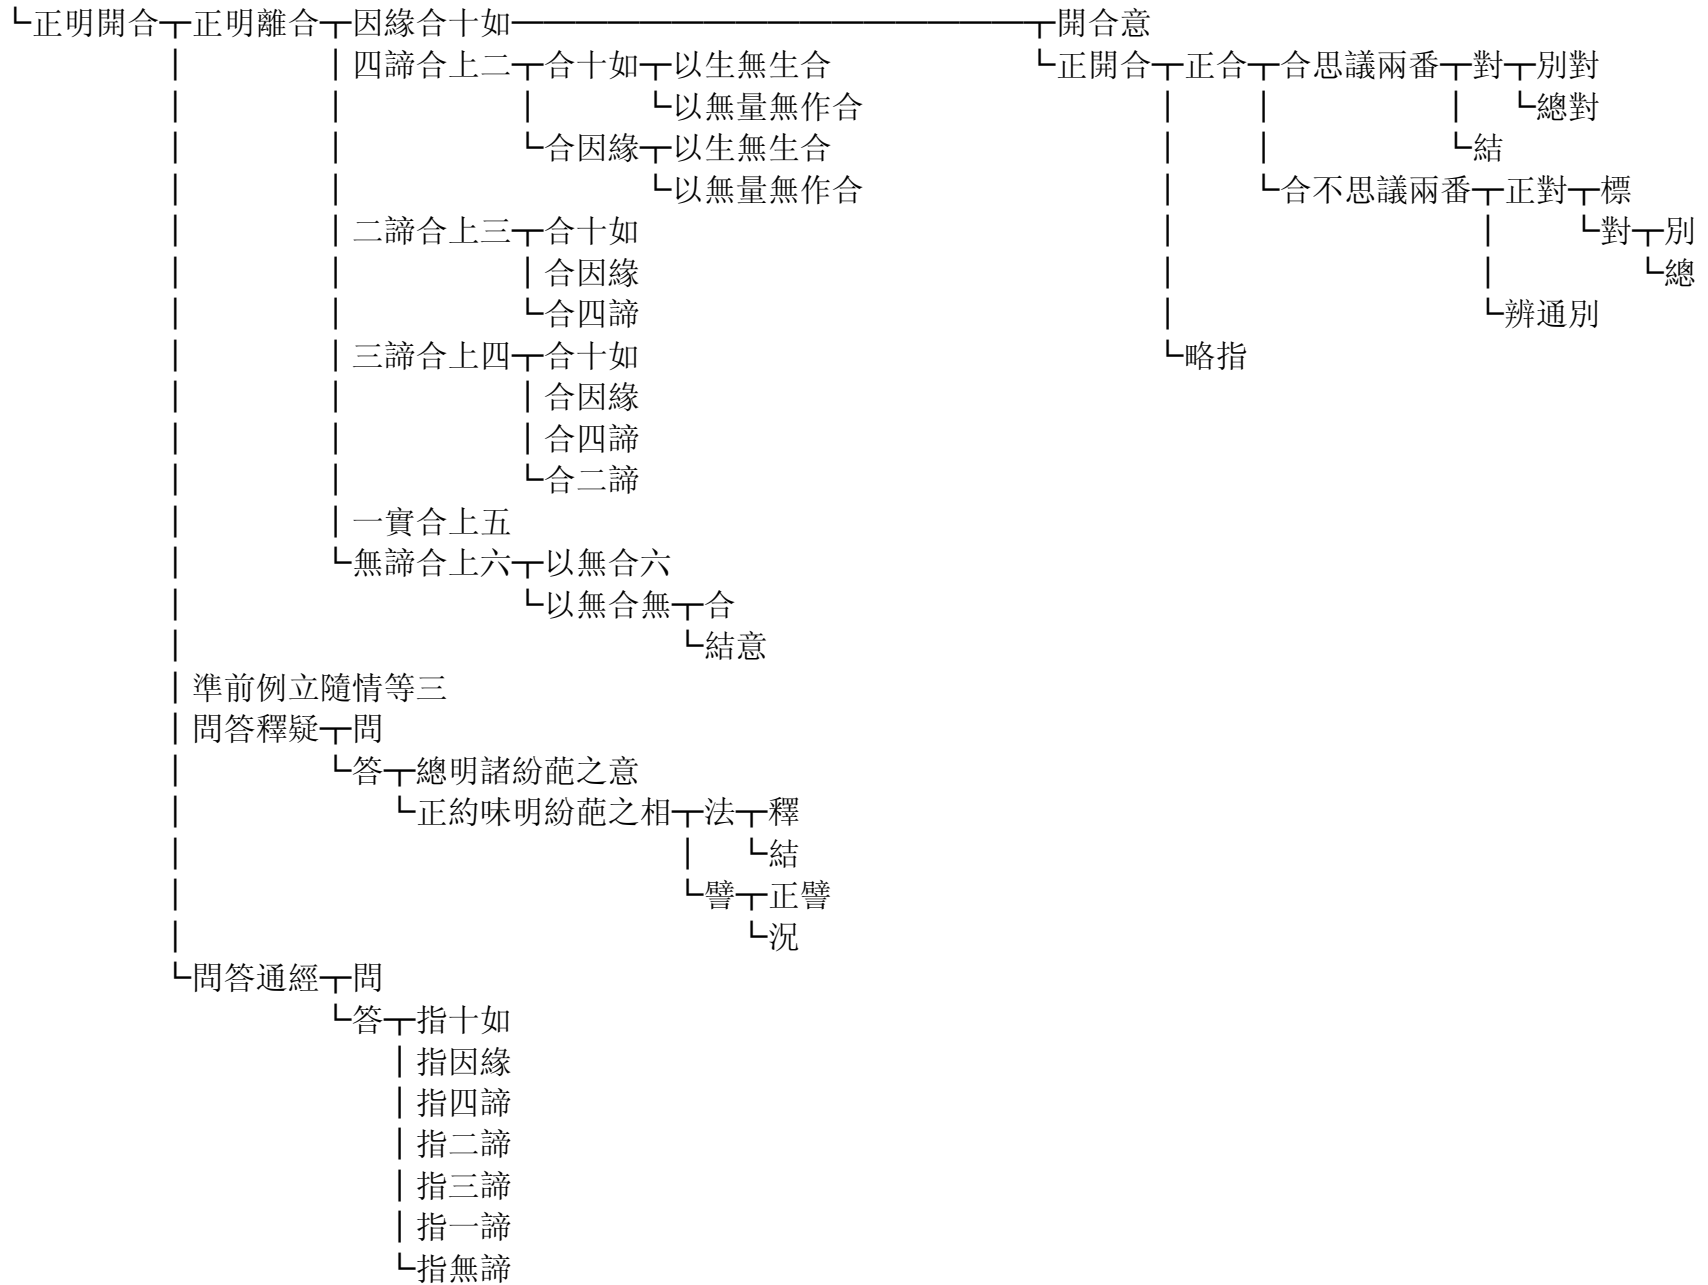 └正明開合┬正明離合┬因緣合十如────────────────┬開合意
│ │四諦合上二┬合十如┬以生無生合 └正開合┬正合┬合思議兩番┬對┬別對
│ │ │ └以無量無作合 │ │ │ └總對
│ │ └合因緣┬以生無生合 │ │ └結
│ │ └以無量無作合 │ └合不思議兩番┬正對┬標
│ │二諦合上三┬合十如 │ │ └對┬別
│ │ │合因緣 │ │ └總
│ │ └合四諦 │ └辨通別
│ │三諦合上四┬合十如 └略指
│ │ │合因緣
│ │ │合四諦
│ │ └合二諦
│ │一實合上五
│ └無諦合上六┬以無合六
│ └以無合無┬合
│ └結意
│準前例立隨情等三
│問答釋疑┬問
│ └答┬總明諸紛葩之意
│ └正約味明紛葩之相┬法┬釋
│ │ └結
│ └譬┬正譬
│ └況
└問答通經┬問
└答┬指十如
│指因緣
│指四諦
│指二諦
│指三諦
│指一諦
└指無諦